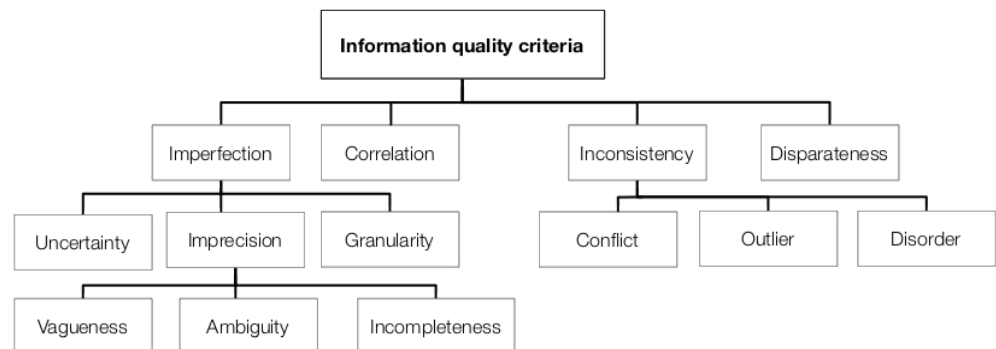 Information quality criteria
Imperfection
Correlation
Inconsistency
Disparateness
Uncertainty
Imprecision
Granularity
Conflict
Outlier
Disorder
Vagueness
Ambiguity
Incompleteness